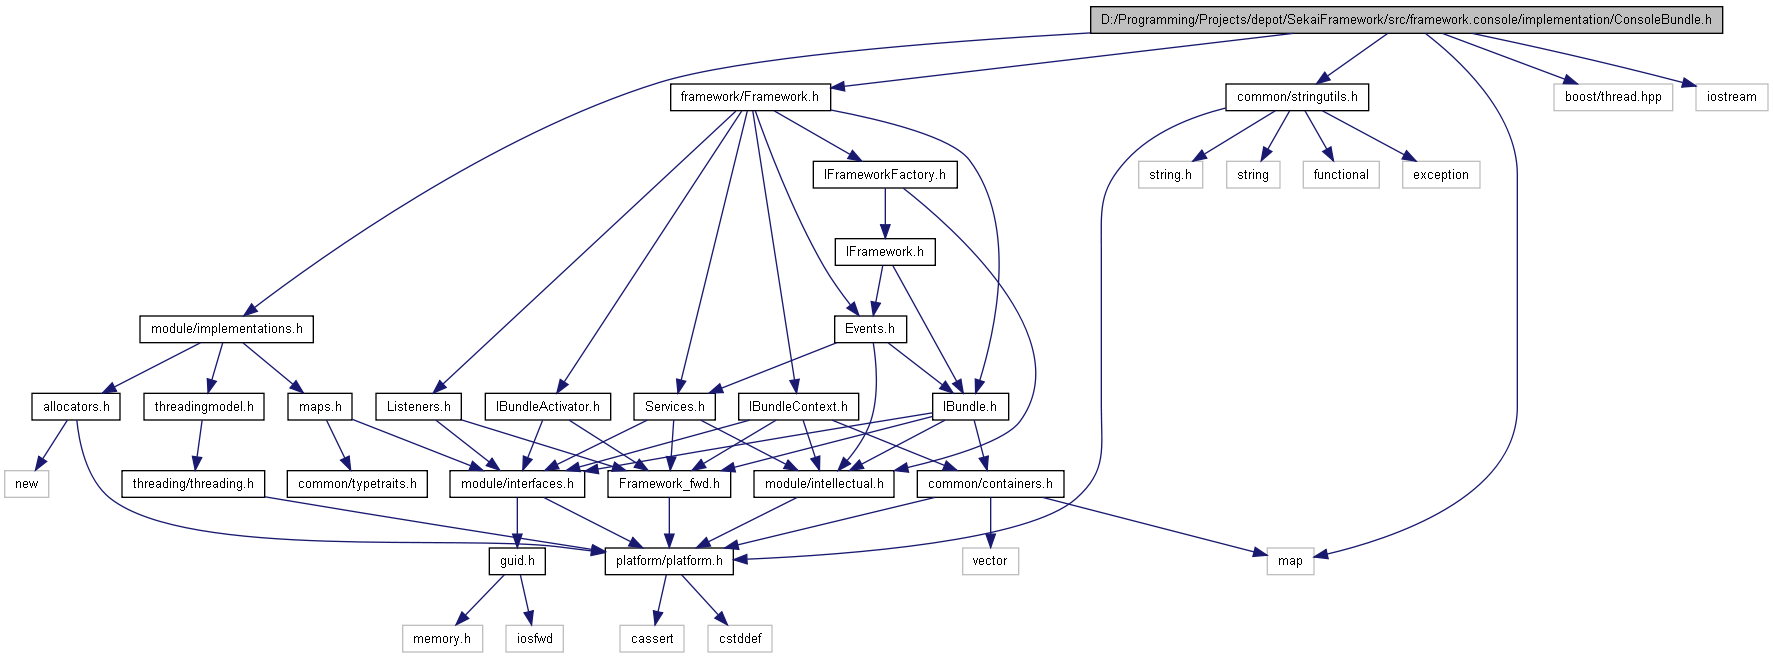 D:/Programming/Projects/depot/SekaiFramework/src/framework.console/implementation/ConsoleBundle.h
framework/Framework.h
common/stringutils.h
boost/thread.hpp
iostream
IFrameworkFactory.h
string.h
string
functional
exception
IFramework.h
module/implementations.h
Events.h
allocators.h
threadingmodel.h
maps.h
Listeners.h
IBundleActivator.h
Services.h
IBundleContext.h
IBundle.h
new
threading/threading.h
common/typetraits.h
module/interfaces.h
Framework_fwd.h
module/intellectual.h
common/containers.h
guid.h
platform/platform.h
vector
map
memory.h
iosfwd
cassert
cstddef